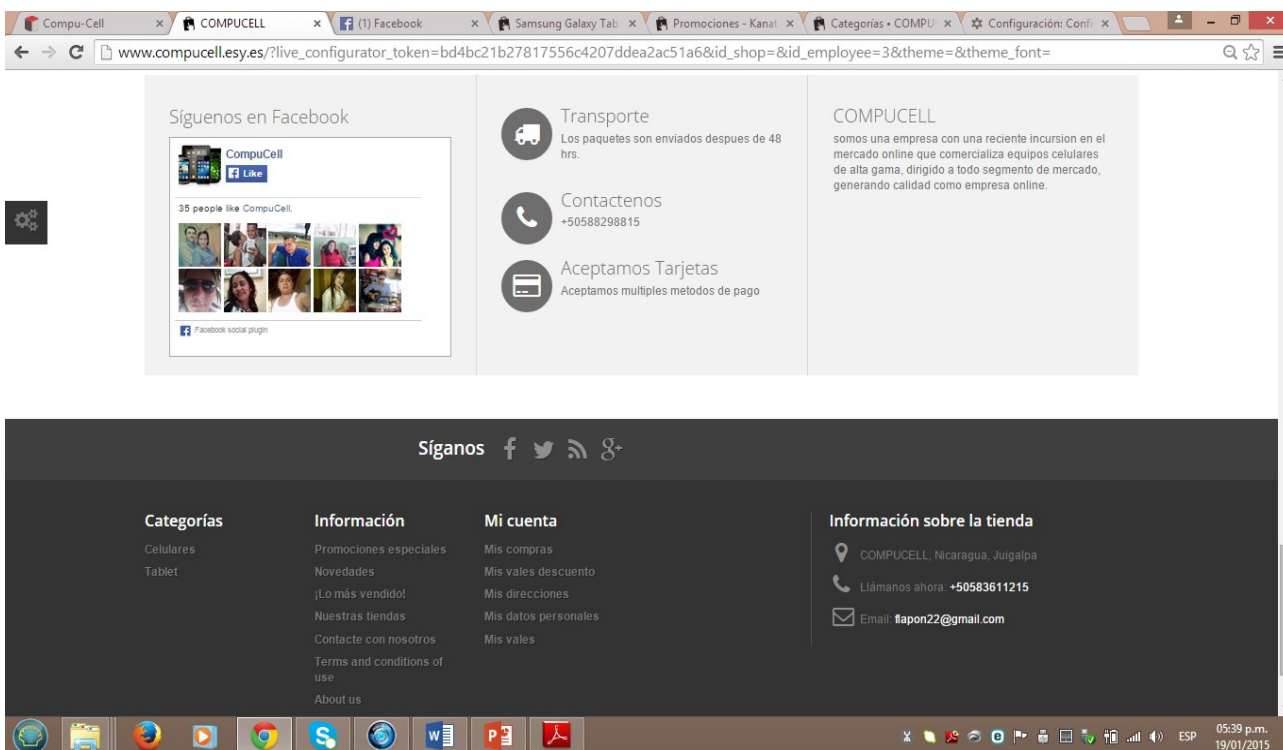 Compu-Cell
COMPUCELL
(1) Facebook
Samsung Galaxy Tab
Promociones - Kanat
Categorías • COMPU
Configuración: Confi
www.compucell.esy.es/?live_configurator_token=bd4bc21b27817556c4207ddea2ac51a6&id_shop=&id_employee=3&theme=&theme_font=
Síguenos en Facebook
CompuCell
Like
35 people like CompuCell.
Facebook social plugin
Transporte
Los paquetes son enviados despues de 48
hrs.
Contactenos
+50588298815
Aceptamos Tarjetas
Aceptamos multiples metodos de pago
COMPUCELL
somos una empresa con una reciente incursion en el
mercado online que comercializa equipos celulares
de alta gama, dirigido a todo segmento de mercado,
generando calidad como empresa online.
Síganos
Categorías
Celulares
Tablet
Información
Promociones especiales
Novedades
¡Lo más vendido!
Nuestras tiendas
Contacte con nosotros
Terms and conditions of
use
About us
Mi cuenta
Mis compras
Mis vales descuento
Mis direcciones
Mis datos personales
Mis vales
Información sobre la tienda
COMPUCELL, Nicaragua, Juigalpa
Llámanos ahora: +50583611215
Email: flapon22@gmail.com
ESP
05:39 p.m.
19/01/2015